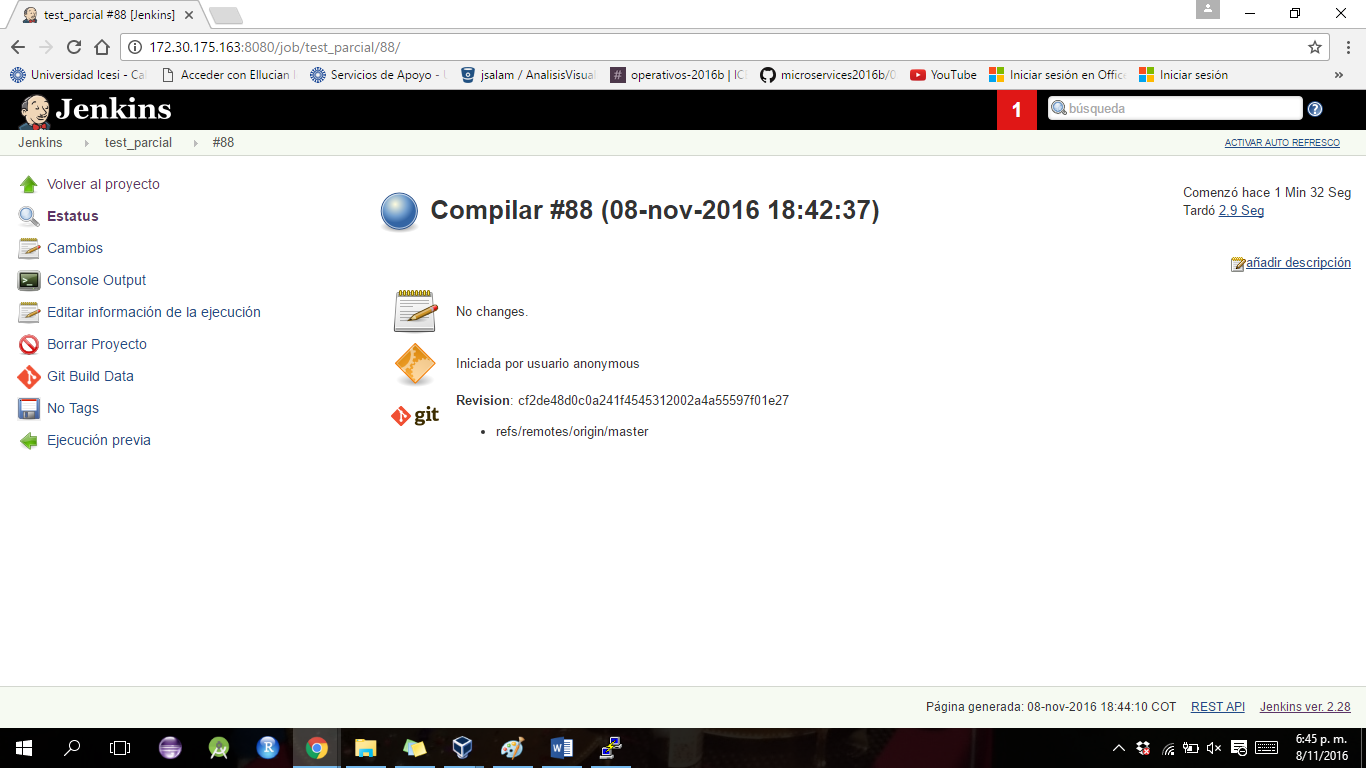 test_parcial #88 [Jenkins]
172.30.175.163:8080/job/test_parcial/88/
Universidad Icesi - Ca
Acceder con Ellucian
Servicios de Apoyo -
jsalam / AnalisisVisua
operativos-2016b | IC
microservices2016b/0
YouTube
Iniciar sesión en Offic
Iniciar sesión
»
Jenkins
1
búsqueda
Jenkins
test_parcial
#88
ACTIVAR AUTO REFRESCO
Volver al proyecto
Estatus
Cambios
Console Output
Editar información de la ejecución
Borrar Proyecto
Git Build Data
No Tags
Ejecución previa
Compilar #88 (08-nov-2016 18:42:37)
Comenzó hace 1 Min 32 Seg
Tardó 2,9 Seg
añadir descripción
No changes.
Iniciada por usuario anonymous
git
Revision: cf2de48d0c0a241f4545312002a4a55597f01e27
• refs/remotes/origin/master
Página generada: 08-nov-2016 18:44:10 COT
REST API
Jenkins ver. 2.28
6:45 p. m.
8/11/2016